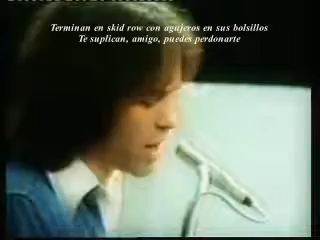 Terminan en skid row con agujeros en sus bolsillos
Te suplican, amigo, puedes perdonarte